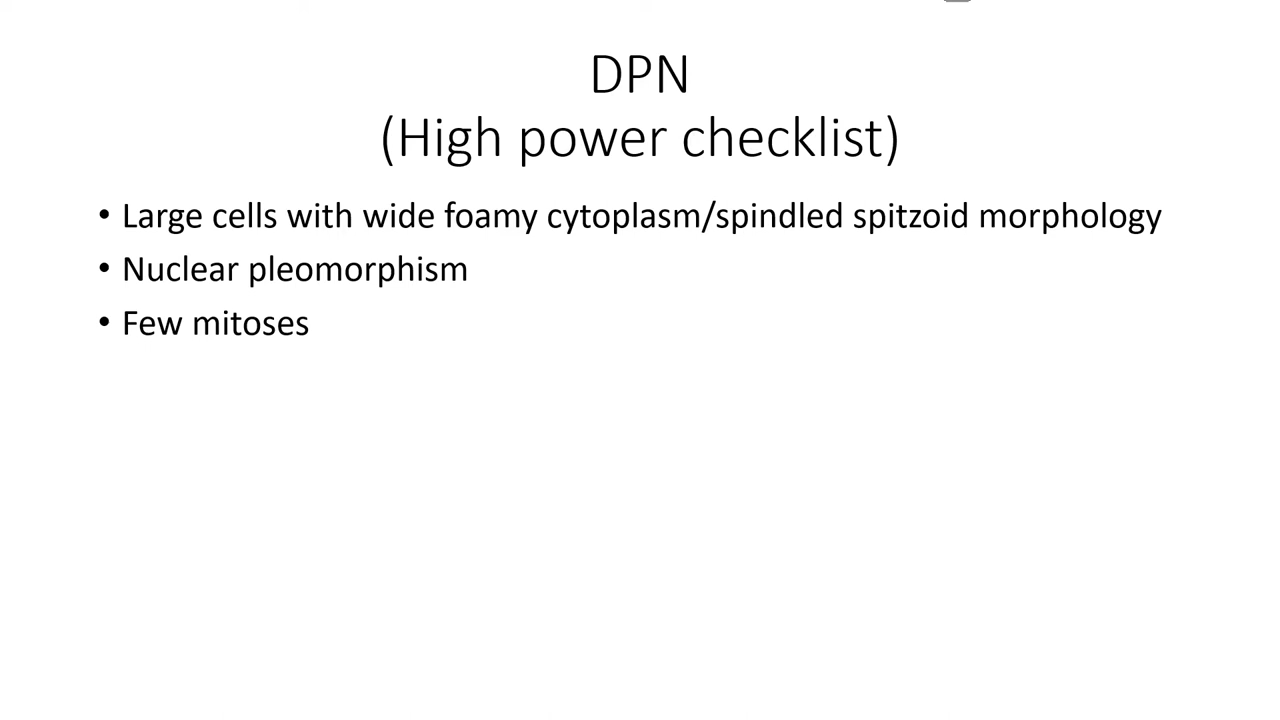 DPN
(High power checklist)
• Large cells with wide foamy cytoplasm/spindled spitzoid morphology
• Nuclear pleomorphism
• Few mitoses